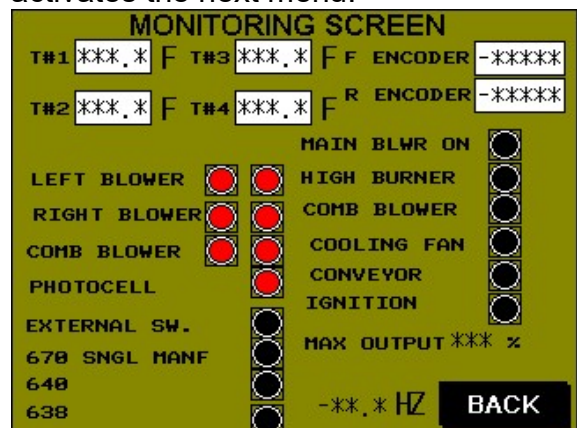 activates the next menu.
MONITORING SCREEN
T#1 ***.* F T#3 ***.* F F ENCODER -*****
T#2 ***.* F T#4 ***.* F R ENCODER -*****
MAIN BLWR ON
LEFT BLOWER HIGH BURNER
RIGHT BLOWER COMB BLOWER
COMB BLOWER COOLING FAN
PHOTOCELL CONVEYOR
IGNITION
EXTERNAL SW.
670 SNGL MANF MAX OUTPUT *** %
640
638 -**.* HZ BACK